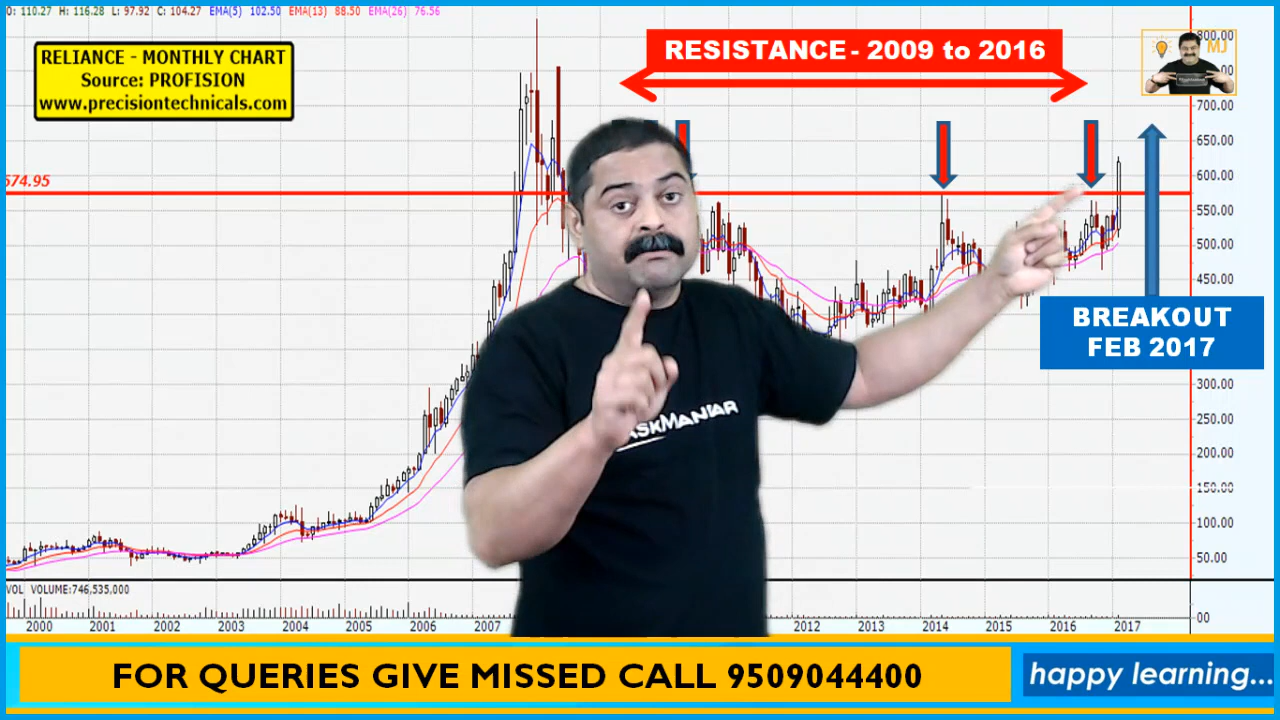 O: 110.27 H: 116.28 L: 97.92 C: 104.27 EMA(5) 102.50 EMA(13) 88.50 EMA(26) 76.56
RELIANCE - MONTHLY CHART
Source: PROFISION
www.precisiontechnicals.com
RESISTANCE - 2009 to 2016
MJ
800.00
700.00
650.00
600.00
574.95
550.00
500.00
450.00
BREAKOUT
FEB 2017
300.00
250.00
ASKMANIAR
200.00
150.00
100.00
50.00
VOL VOLUME:746,535,000
00
2000 2001 2002 2003 2004 2005 2006 2007 2012 2013 2014 2015 2016 2017
FOR QUERIES GIVE MISSED CALL 9509044400
happy learning...